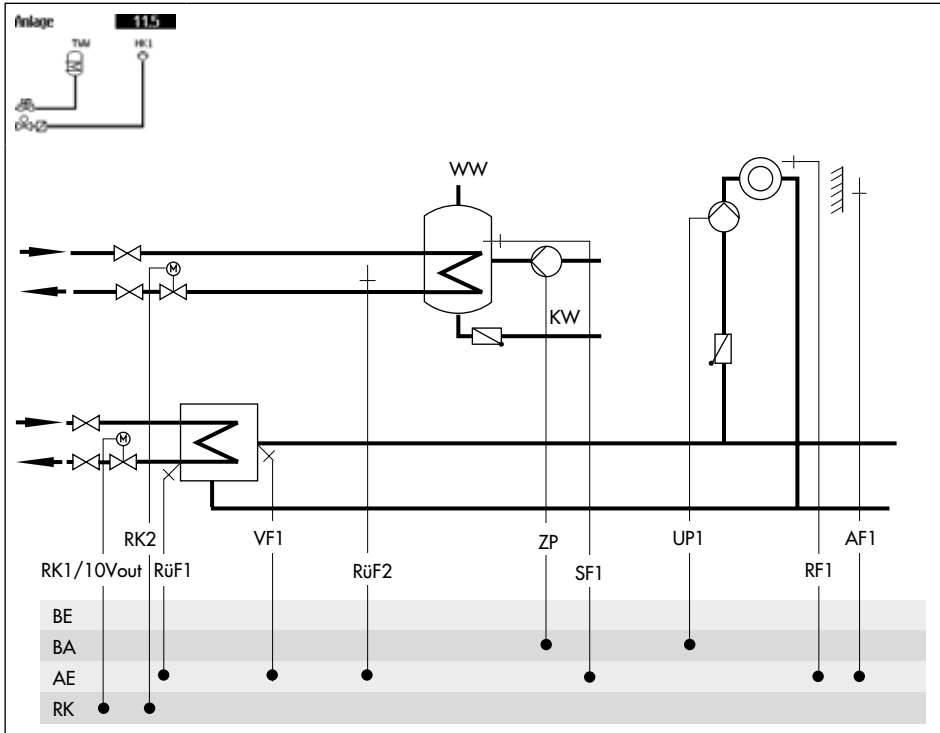 Anlage 11.5
TWW HK1
WW
M
KW
M
RK2 VF1 ZP UP1 AF1
RK1/10Vout RüF1 RüF2 SF1 RF1
BE
BA
AE
RK